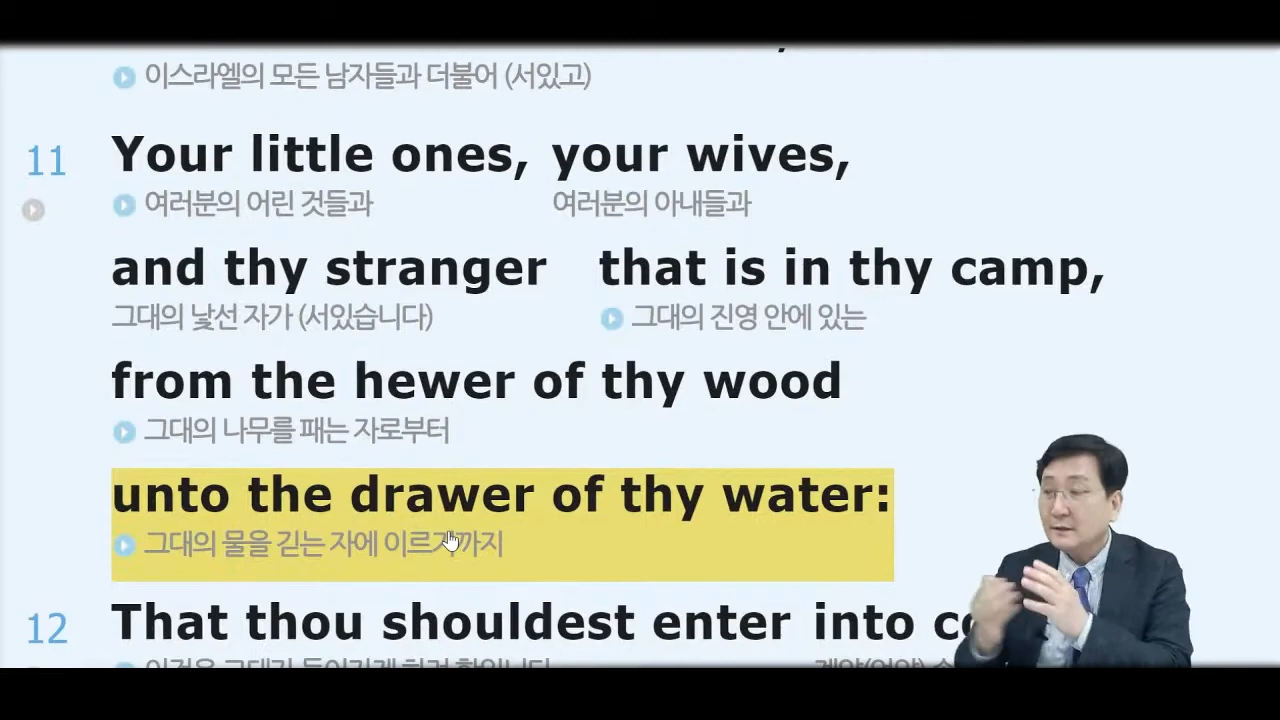 이스라엘의 모든 남자들과 더불어 (서있고)
11 Your little ones, your wives,
여러분의 어린 것들과 여러분의 아내들과
and thy stranger that is in thy camp,
그대의 낯선 자가 (서있습니다) 그대의 진영 안에 있는
from the hewer of thy wood
그대의 나무를 패는 자로부터
unto the drawer of thy water:
그대의 물을 긷는 자에 이르기까지
12 That thou shouldest enter into